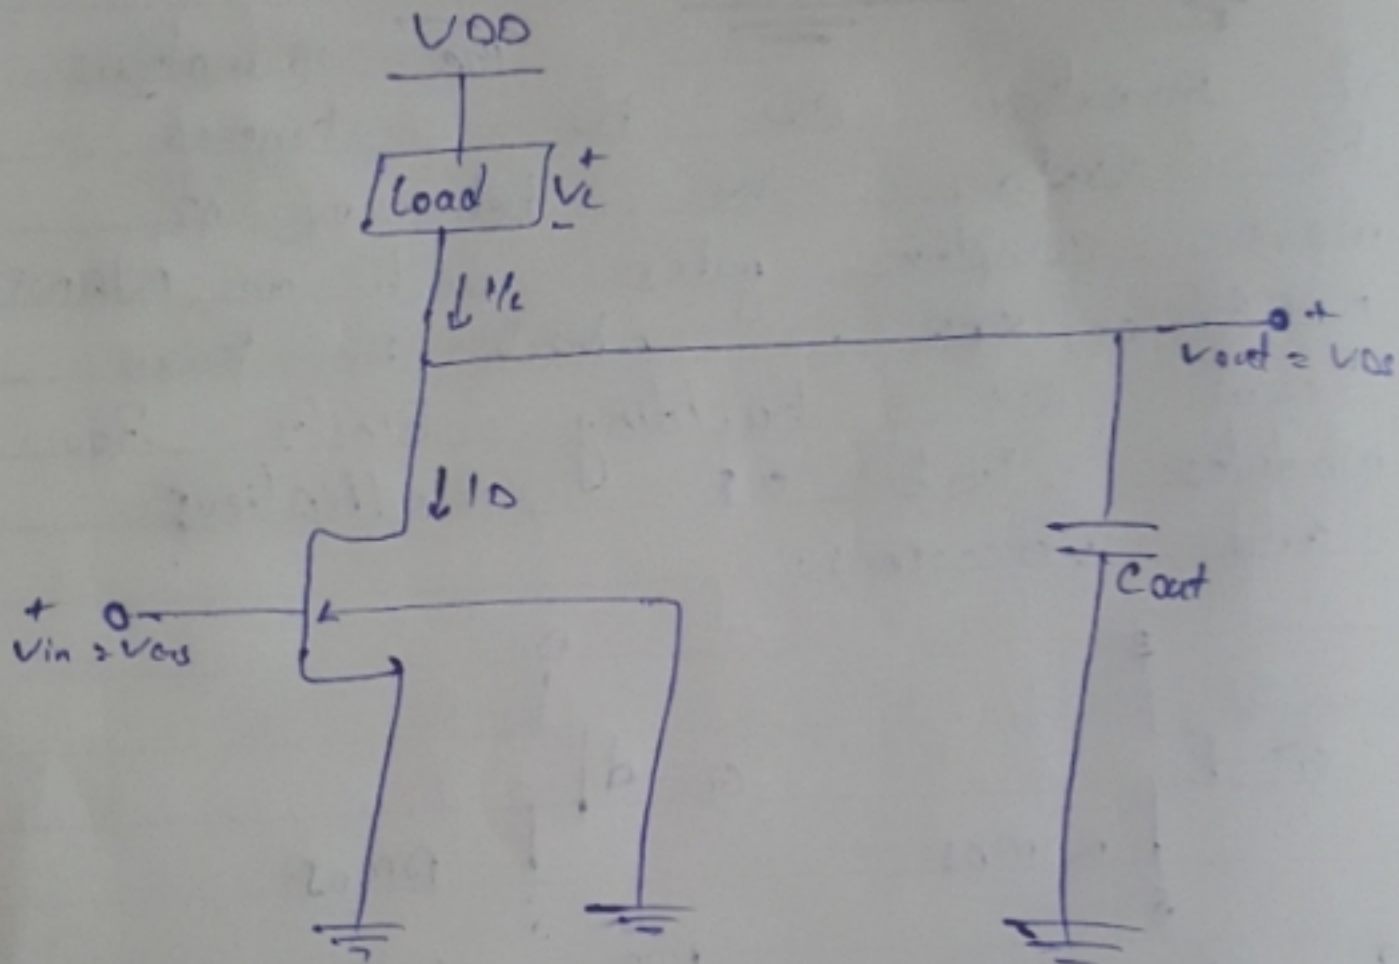 VDD
Load
+
VL
-
↓ IL
+
Vout = VDS
↓ ID
Cout
+
Vin = VGS